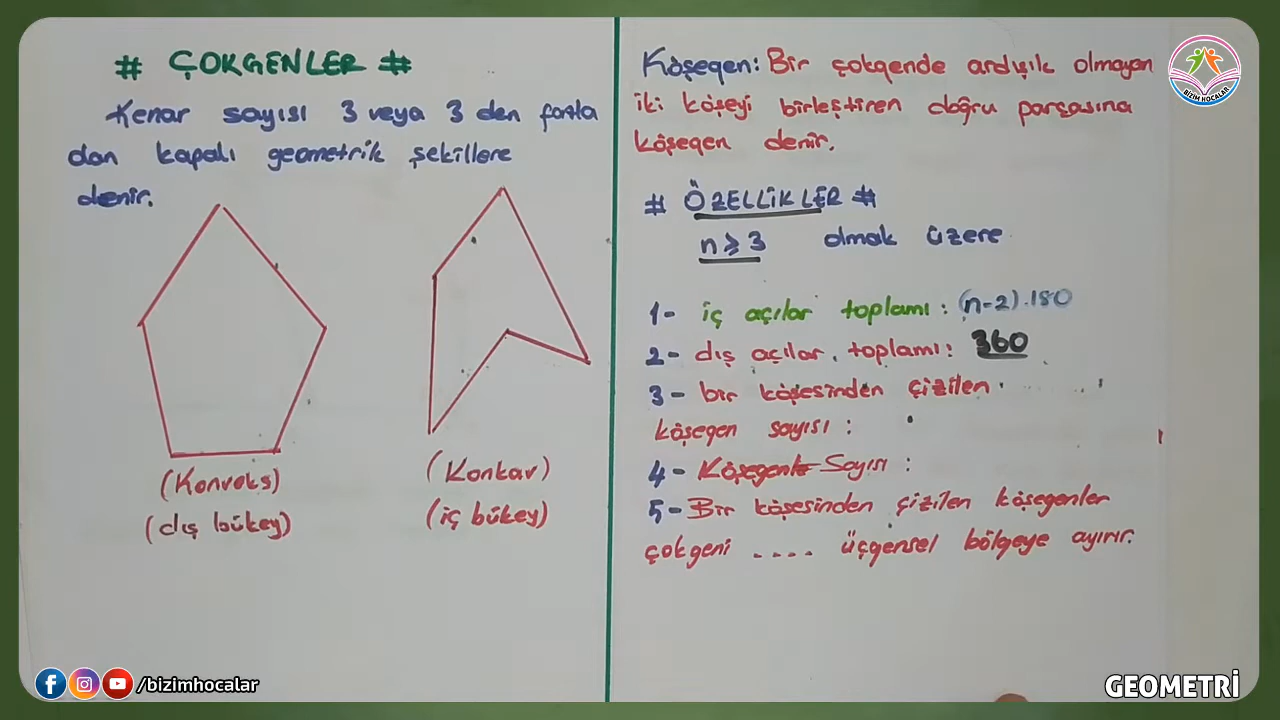 # ÇOKGENLER #
Kenar sayısı 3 veya 3 den fazla
dan kapalı geometrik şekillere
denir.
(Konveks)
(dış bükey)
(Konkav)
(iç bükey)
Köşegen: Bir çokgende ardışık olmayan
iki köşeyi birleştiren doğru parçasına
köşegen denir.
# ÖZELLİKLER #
n ≥ 3 olmak üzere
1- iç açılar toplamı : (n-2).180
2- dış açılar toplamı : 360
3- bir köşesinden çizilen
köşegen sayısı :
4- Köşegen Sayısı :
5- Bir köşesinden çizilen köşegenler
çokgeni .... üçgensel bölgeye ayırır.
BİZİM HOCALAR
/bizimhocalar
GEOMETRİ